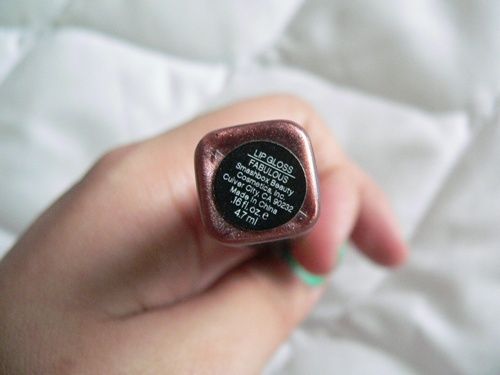 LIP GLOSS
FABULOUS
Smashbox Beauty
Cosmetics, Inc.
Culver City, CA 90232
Made in China
.16 fl. oz. e
4.7 ml